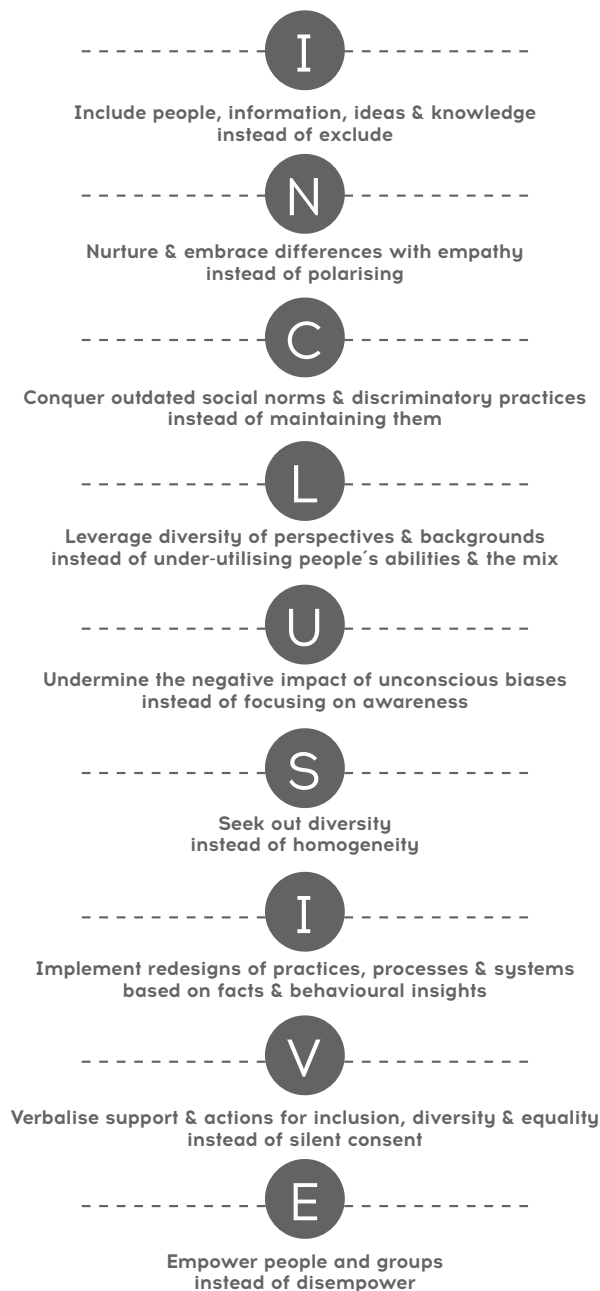 I
Include people, information, ideas & knowledge
instead of exclude
N
Nurture & embrace differences with empathy
instead of polarising
C
Conquer outdated social norms & discriminatory practices
instead of maintaining them
L
Leverage diversity of perspectives & backgrounds
instead of under-utilising people´s abilities & the mix
U
Undermine the negative impact of unconscious biases
instead of focusing on awareness
S
Seek out diversity
instead of homogeneity
I
Implement redesigns of practices, processes & systems
based on facts & behavioural insights
V
Verbalise support & actions for inclusion, diversity & equality
instead of silent consent
E
Empower people and groups
instead of disempower